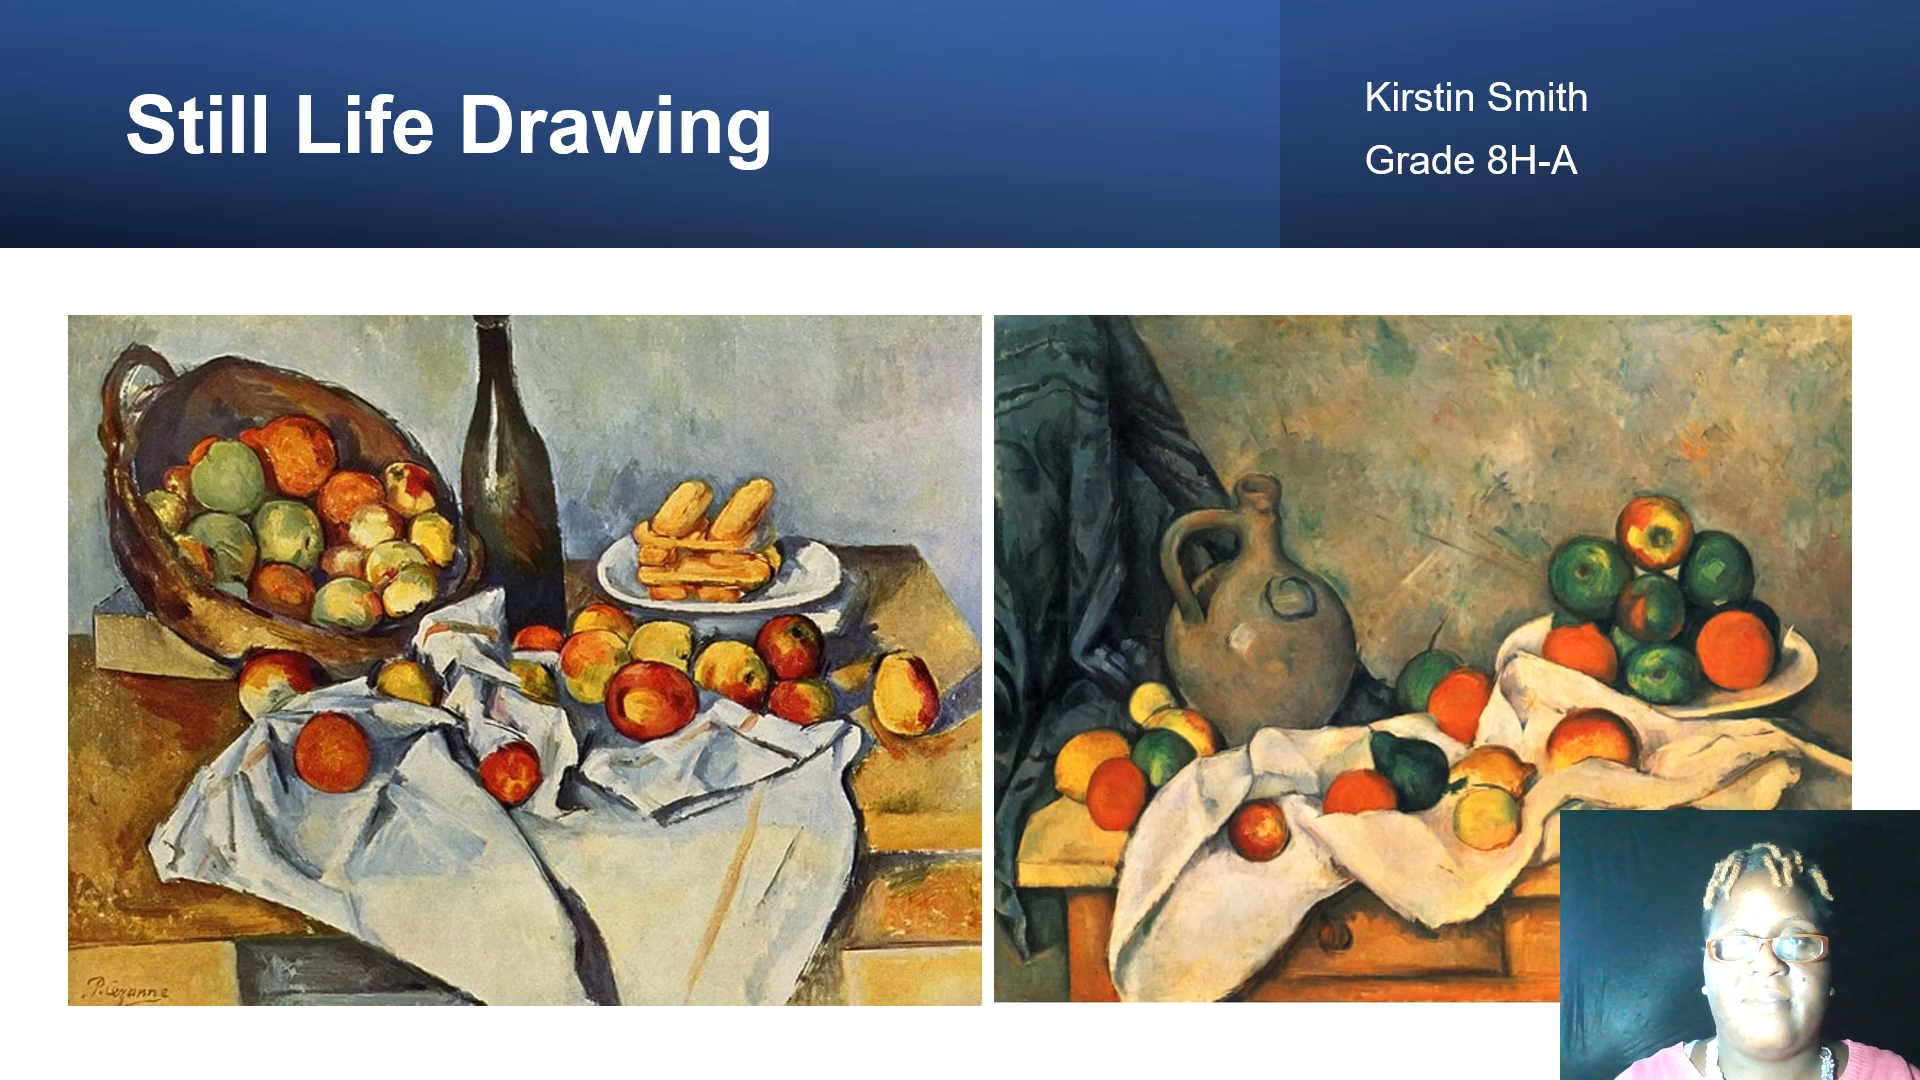 Still Life Drawing
Kirstin Smith
Grade 8H-A
P. Cezanne